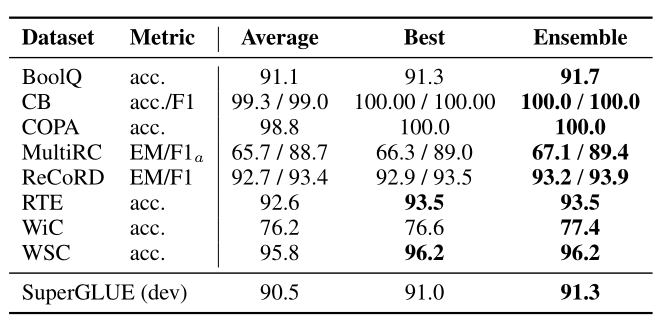 Dataset Metric Average Best Ensemble
BoolQ acc. 91.1 91.3 91.7
CB acc./F1 99.3 / 99.0 100.00 / 100.00 100.0 / 100.0
COPA acc. 98.8 100.0 100.0
MultiRC EM/F1a 65.7 / 88.7 66.3 / 89.0 67.1 / 89.4
ReCoRD EM/F1 92.7 / 93.4 92.9 / 93.5 93.2 / 93.9
RTE acc. 92.6 93.5 93.5
WiC acc. 76.2 76.6 77.4
WSC acc. 95.8 96.2 96.2
SuperGLUE (dev) 90.5 91.0 91.3